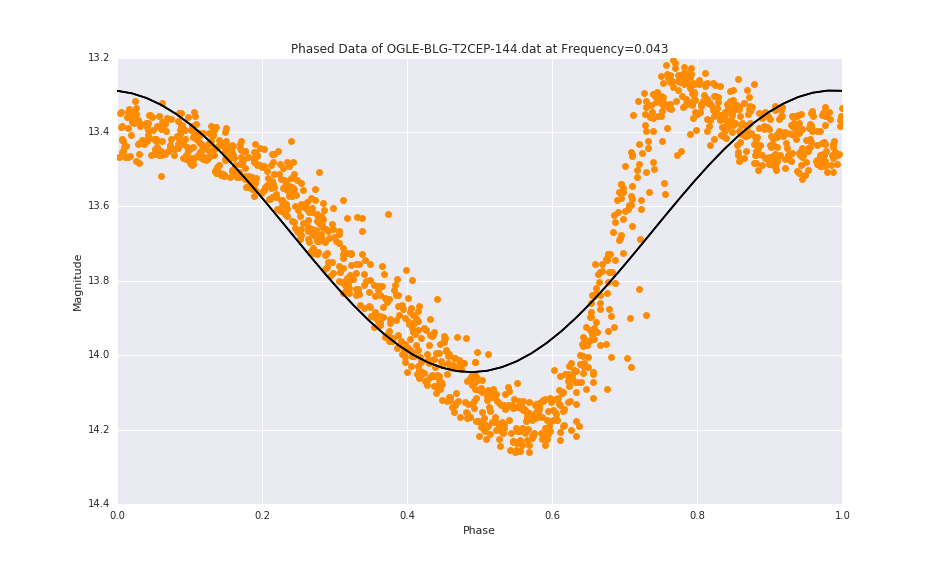 Phased Data of OGLE-BLG-T2CEP-144.dat at Frequency=0.043
13.2
13.4
13.6
13.8
14.0
14.2
14.4
Magnitude
0.0 0.2 0.4 0.6 0.8 1.0
Phase